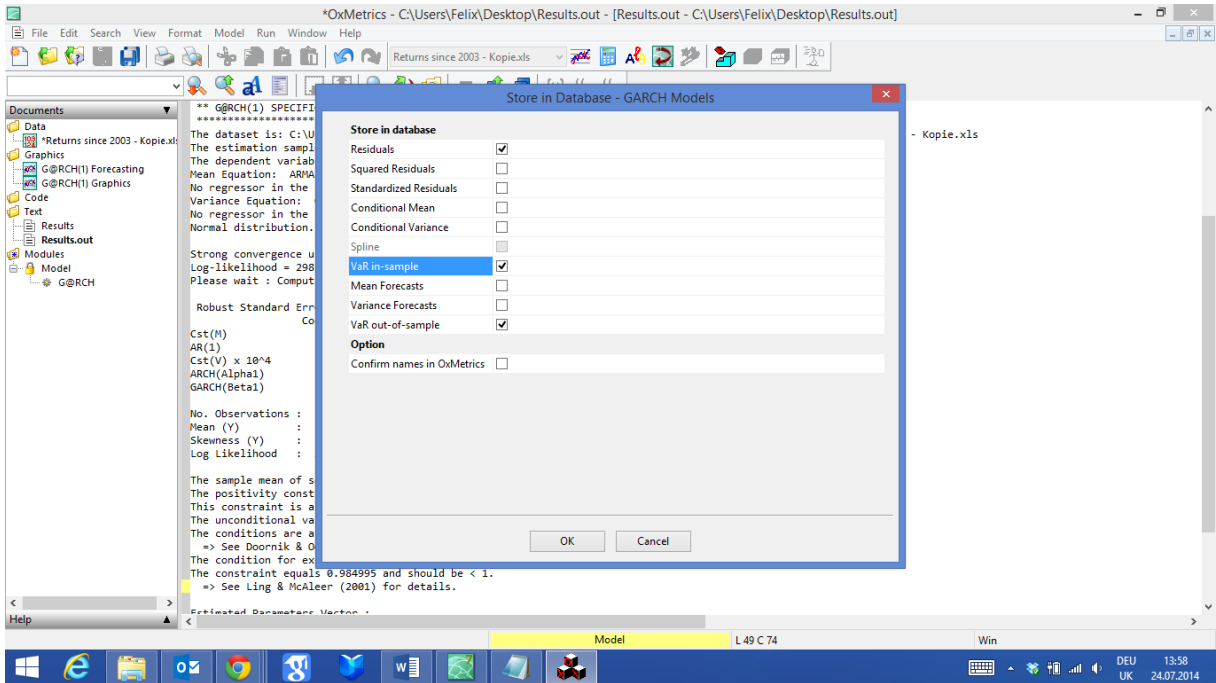 *OxMetrics - C:\Users\Felix\Desktop\Results.out - [Results.out - C:\Users\Felix\Desktop\Results.out]
File Edit Search View Format Model Run Window Help
Returns since 2003 - Kopie.xls
Documents
Data
*Returns since 2003 - Kopie.xls
Graphics
G@RCH(1) Forecasting
G@RCH(1) Graphics
Code
Text
Results
Results.out
Modules
Model
G@RCH
** G@RCH(1) SPECIFI
********************
The dataset is: C:\U
- Kopie.xls
The estimation sampl
The dependent variab
Mean Equation: ARMA
No regressor in the
Variance Equation:
No regressor in the
Normal distribution.
Strong convergence u
Log-likelihood = 298
Please wait : Comput
Robust Standard Err
Co
Cst(M)
AR(1)
Cst(V) x 10^4
ARCH(Alpha1)
GARCH(Beta1)
No. Observations :
Mean (Y) :
Skewness (Y) :
Log Likelihood :
The sample mean of s
The positivity const
This constraint is a
The unconditional va
The conditions are a
=> See Doornik & O
The condition for ex
The constraint equals 0.984995 and should be < 1.
=> See Ling & McAleer (2001) for details.
Estimated Parameters Vector :
Store in Database - GARCH Models
Store in database
Residuals
Squared Residuals
Standardized Residuals
Conditional Mean
Conditional Variance
Spline
VaR in-sample
Mean Forecasts
Variance Forecasts
VaR out-of-sample
Option
Confirm names in OxMetrics
OK Cancel
Help
Model
L 49 C 74
Win
DEU
UK
13:58
24.07.2014